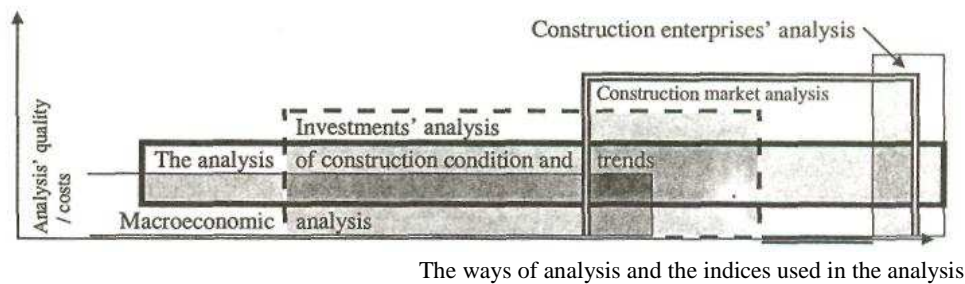 Construction enterprises' analysis
Construction market analysis
Investments' analysis
The analysis of construction condition and trends
Macroeconomic analysis
Analysis' quality
/ costs
The ways of analysis and the indices used in the analysis